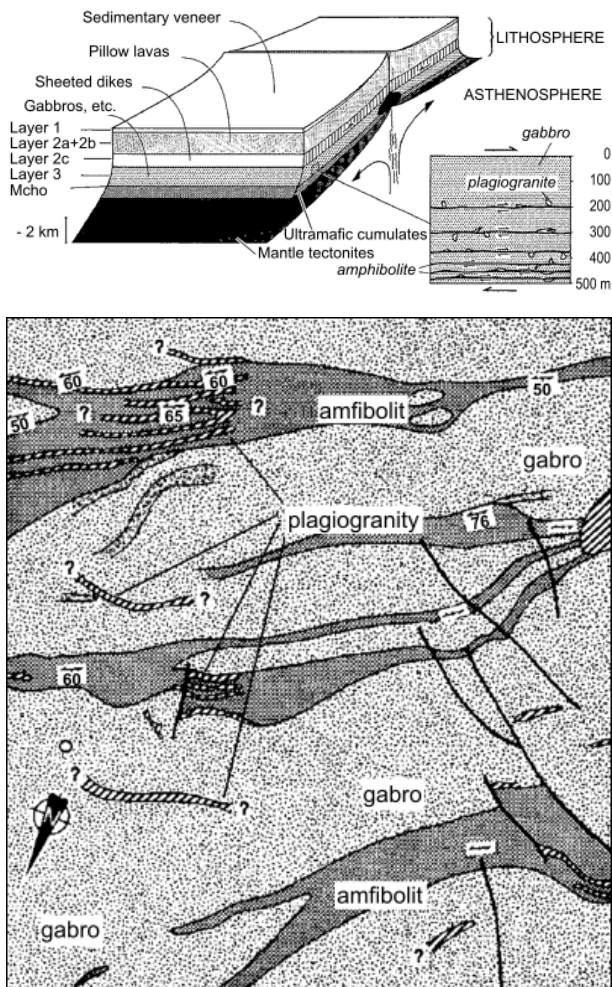 Sedimentary veneer
Pillow lavas
Sheeted dikes
Gabbros, etc.
Layer 1
Layer 2a+2b
Layer 2c
Layer 3
Mcho
- 2 km
LITHOSPHERE
ASTHENOSPHERE
Ultramafic cumulates
Mantle tectonites
gabbro
plagiogranite
amphibolite
0
100
200
300
400
500 m
?
60
60
50
?
65
?
50
amfibolit
gabro
plagiogranity
76
?
?
60
?
?
N
gabro
amfibolit
gabro
?